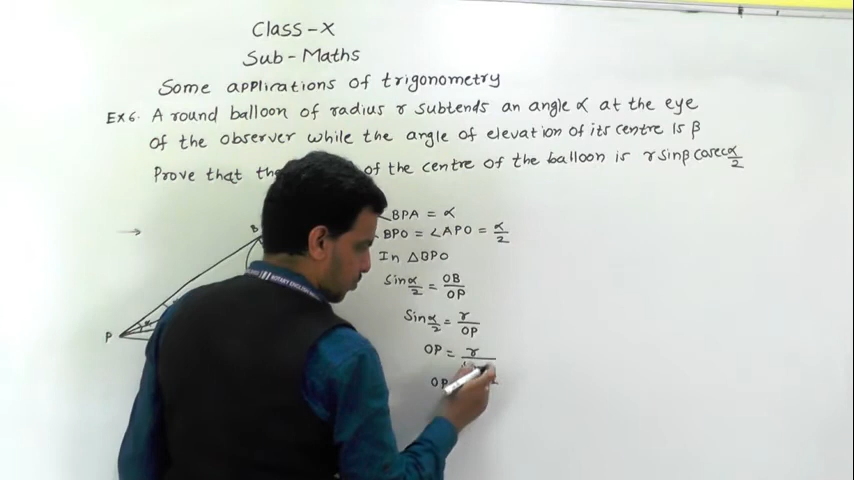 Class-X
Sub-Maths
Some applications of trigonometry
Ex 6. A round balloon of radius r subtends an angle α at the eye
of the observer while the angle of elevation of its centre is β
Prove that the of the centre of the balloon is r sinβ cosec α/2
→
BPA = α
BPO = ∠APO = α/2
In △BPO
Sin α/2 = OB/OP
Sin α/2 = r/OP
OP = r
OP
B
P